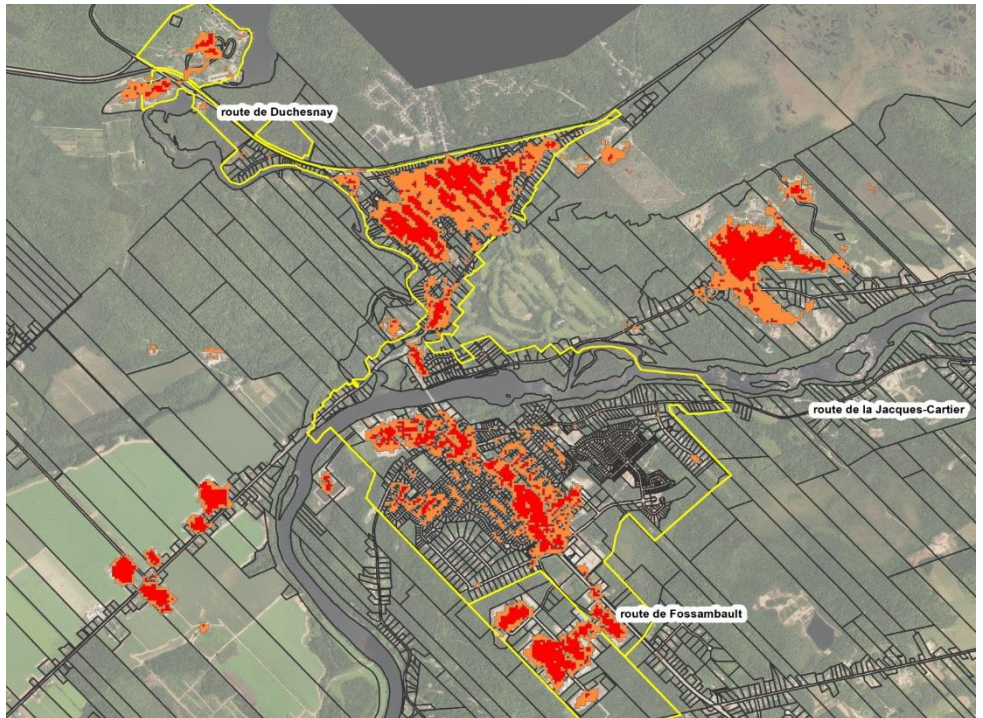 route de Duchesnay
route de la Jacques-Cartier
route de Fossambault